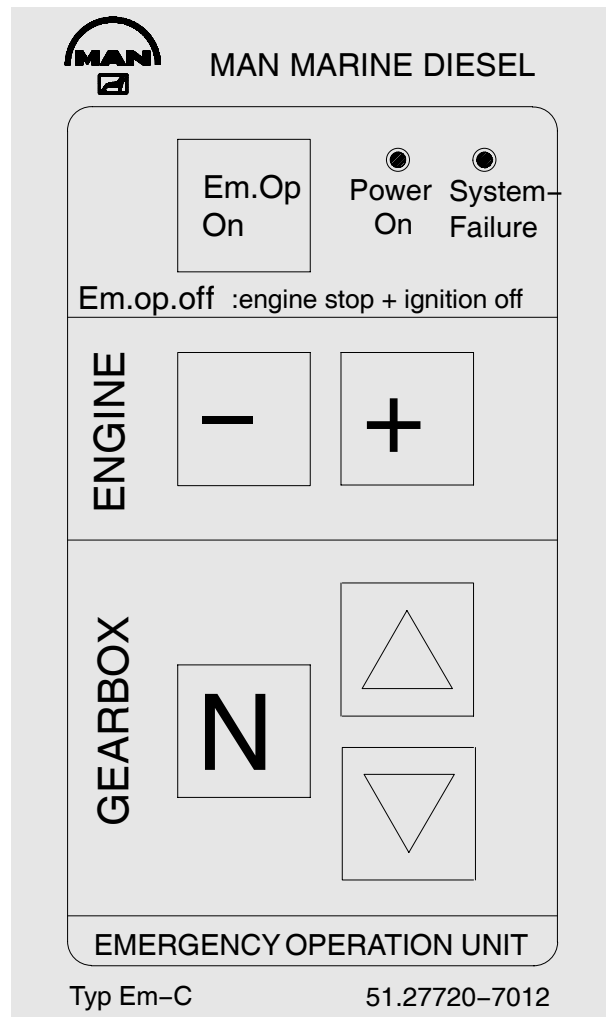 MAN MAN MARINE DIESEL
Em.Op
On
Power
On
System–
Failure
Em.op.off :engine stop + ignition off
ENGINE
− +
GEARBOX
N
EMERGENCY OPERATION UNIT
Typ Em−C 51.27720−7012